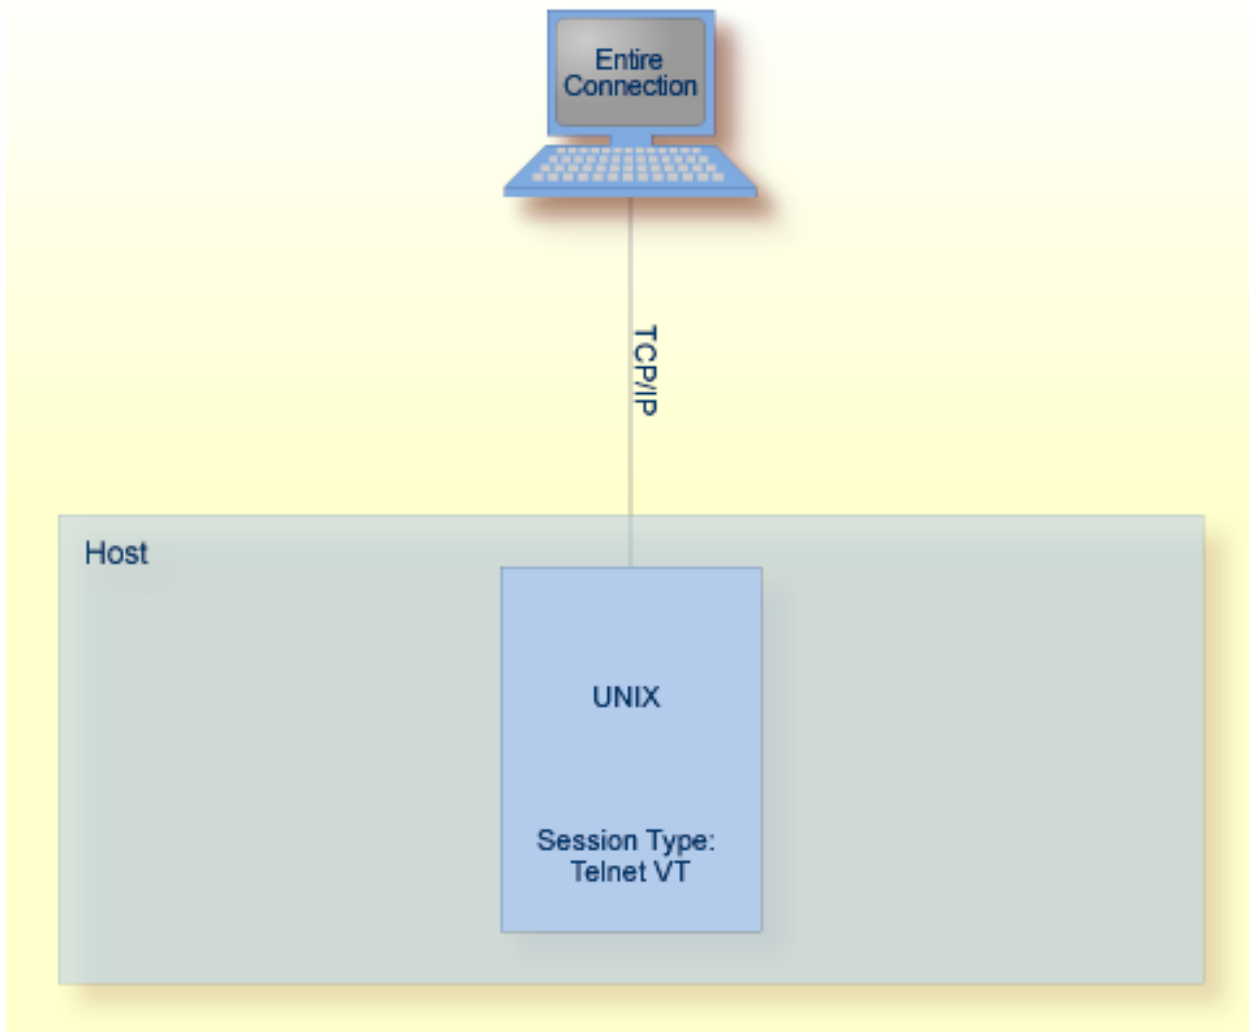 Entire
Connection
TCP/IP
Host
UNIX
Session Type:
Telnet VT